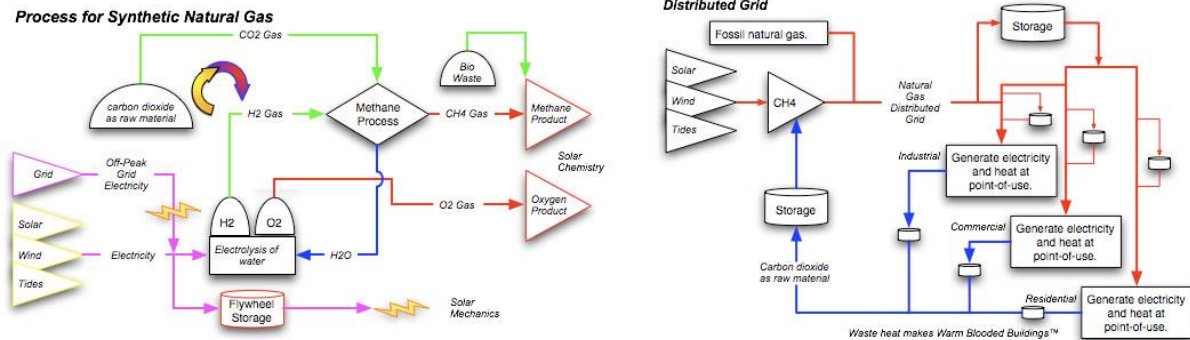 Process for Synthetic Natural Gas
CO2 Gas
carbon dioxide
as raw material
H2 Gas
Methane
Process
CH4 Gas
Bio
Waste
Methane
Product
Solar
Chemistry
Grid
Off-Peak
Grid
Electricity
Solar
Wind
Tides
Electricity
H2
O2
Electrolysis of
water
H2O
O2 Gas
Oxygen
Product
Flywheel
Storage
Solar
Mechanics
Distributed Grid
Fossil natural gas.
Storage
Solar
Wind
Tides
CH4
Natural
Gas
Distributed
Grid
Industrial
Generate electricity
and heat at
point-of-use.
Storage
Commercial
Generate electricity
and heat at
point-of-use.
Carbon dioxide
as raw material
Residential
Generate electricity
and heat at
point-of-use.
Waste heat makes Warm Blooded Buildings™